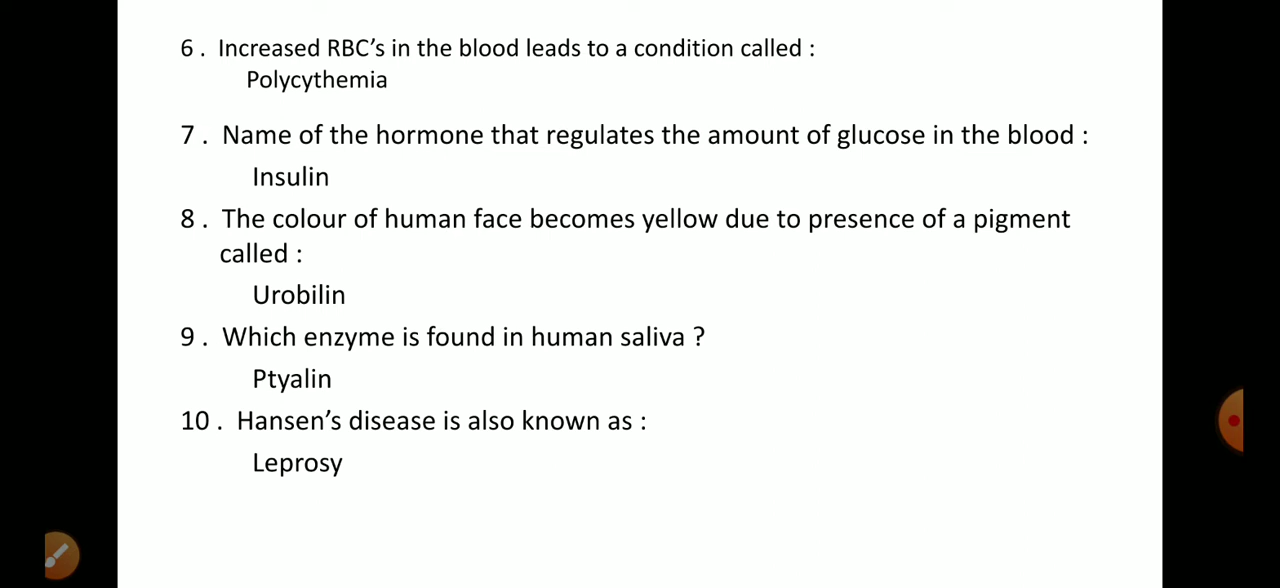 6 . Increased RBC’s in the blood leads to a condition called :
Polycythemia
7 . Name of the hormone that regulates the amount of glucose in the blood :
Insulin
8 . The colour of human face becomes yellow due to presence of a pigment
called :
Urobilin
9 . Which enzyme is found in human saliva ?
Ptyalin
10 . Hansen’s disease is also known as :
Leprosy